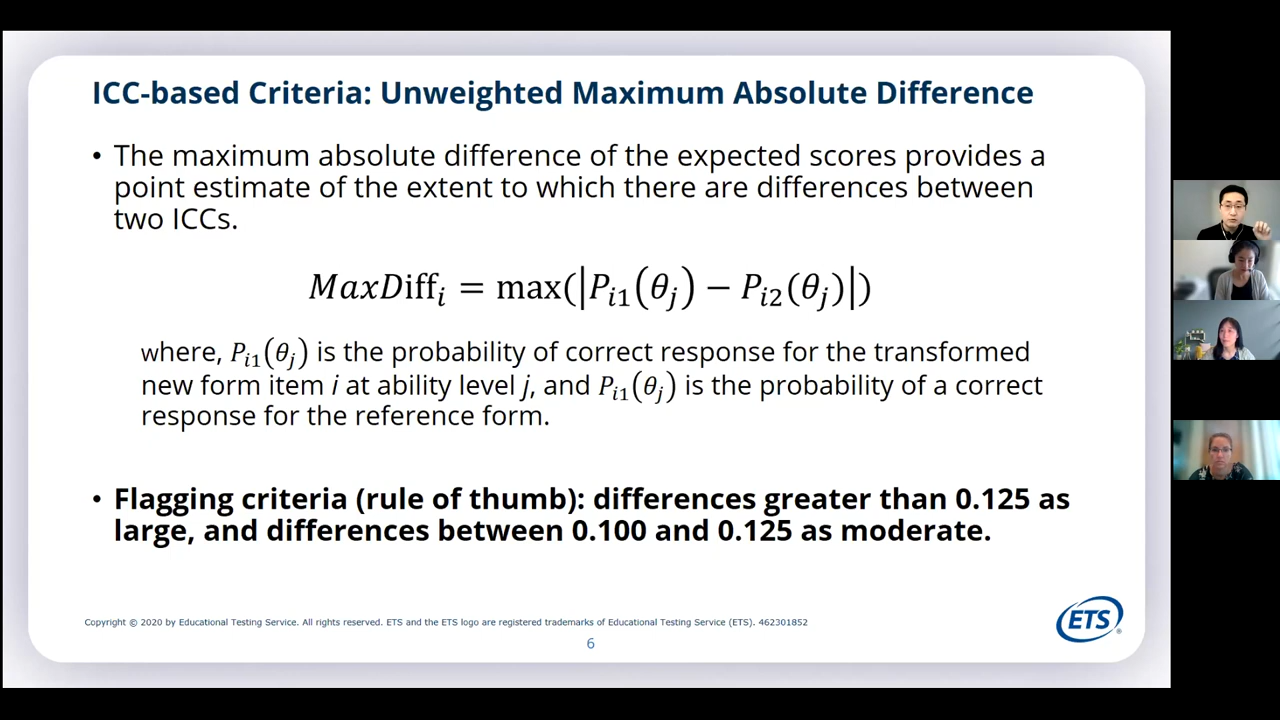 ICC-based Criteria: Unweighted Maximum Absolute Difference
• The maximum absolute difference of the expected scores provides a
point estimate of the extent to which there are differences between
two ICCs.
MaxDiffᵢ = max(|Pᵢ₁(θⱼ) − Pᵢ₂(θⱼ)|)
where, Pᵢ₁(θⱼ) is the probability of correct response for the transformed
new form item i at ability level j, and Pᵢ₁(θⱼ) is the probability of a correct
response for the reference form.
• Flagging criteria (rule of thumb): differences greater than 0.125 as
large, and differences between 0.100 and 0.125 as moderate.
Copyright © 2020 by Educational Testing Service. All rights reserved. ETS and the ETS logo are registered trademarks of Educational Testing Service (ETS). 462301852
ETS®
6